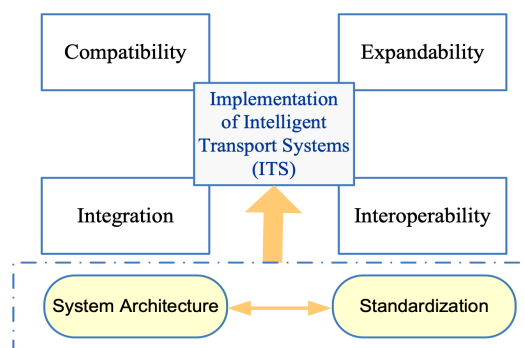 Compatibility
Expandability
Implementation
of Intelligent
Transport Systems
(ITS)
Integration
Interoperability
System Architecture
Standardization